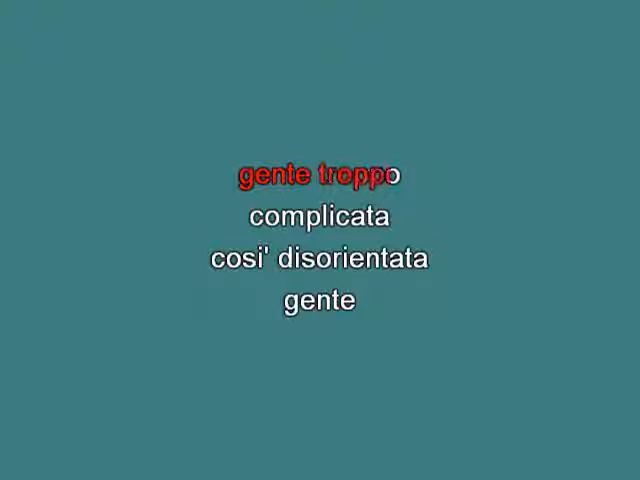 gente troppo
complicata
cosi' disorientata
gente